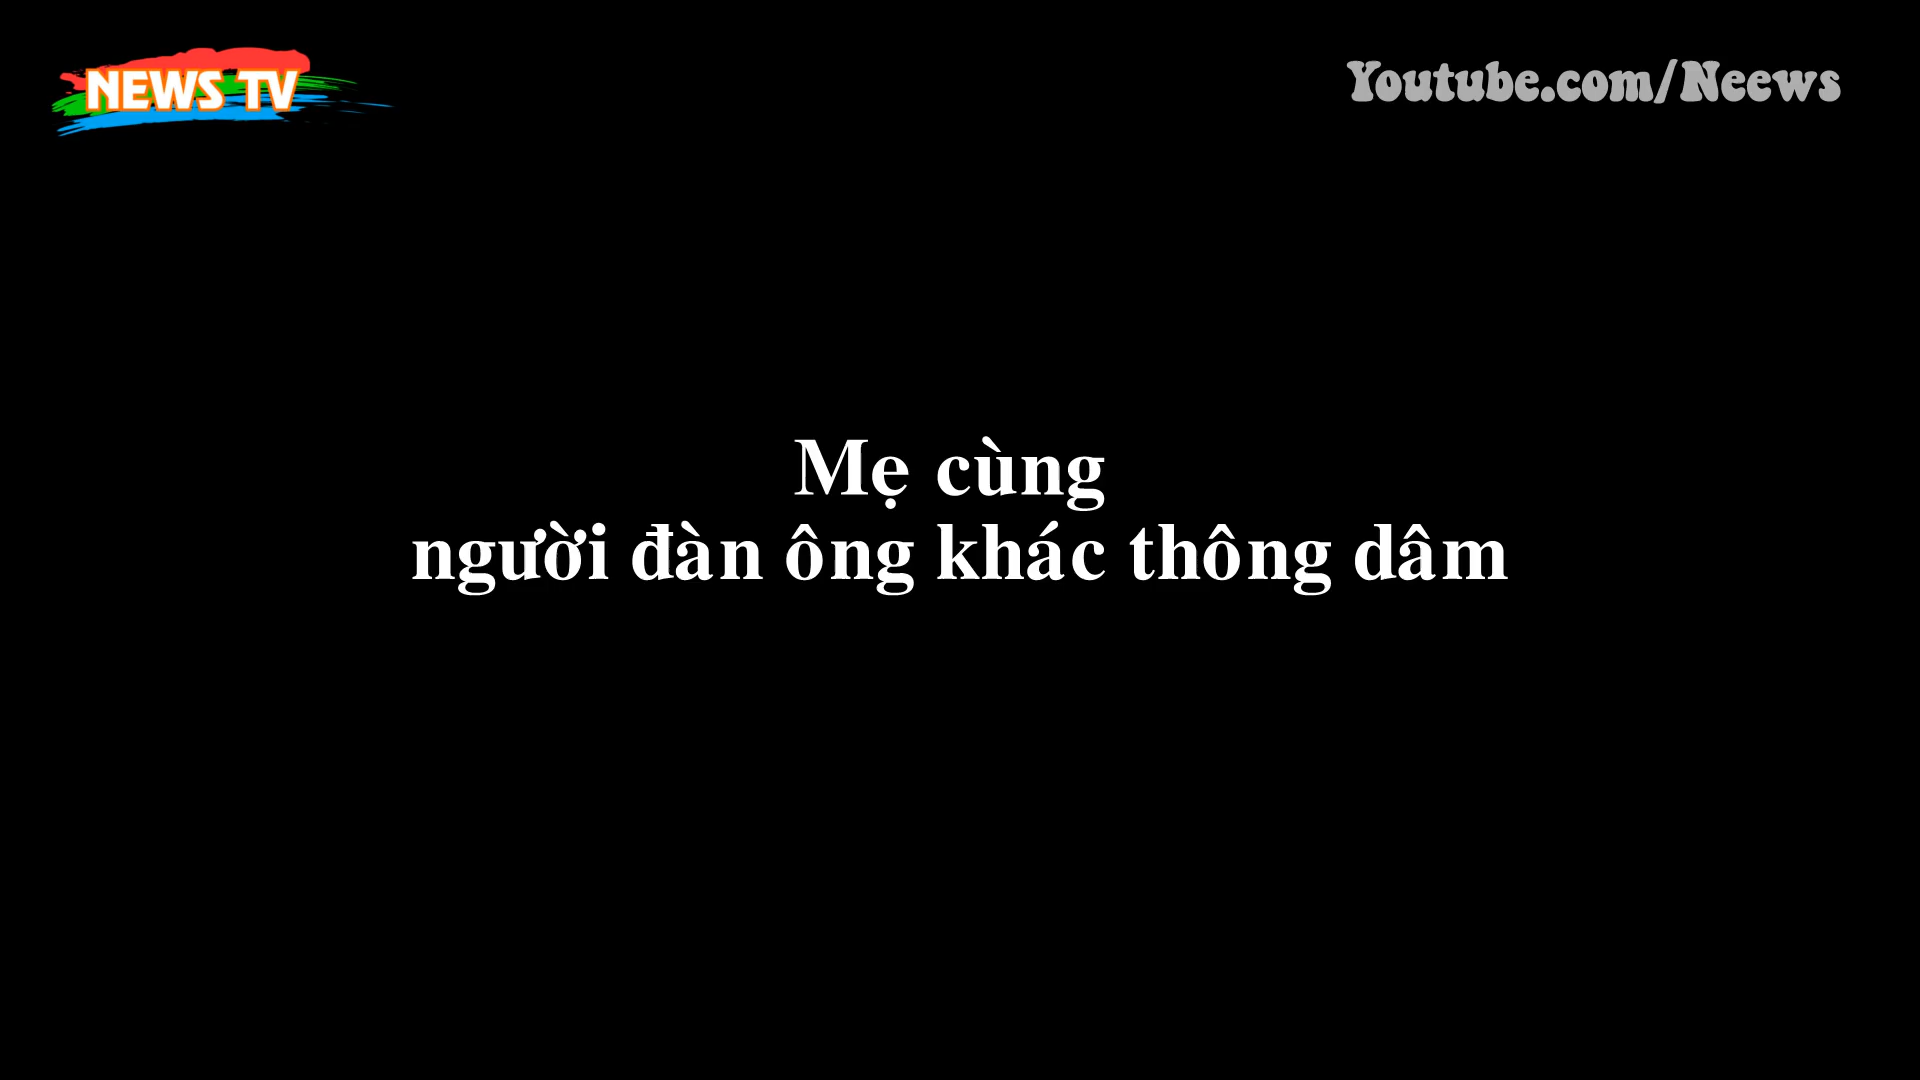 NEWS TV
Youtube.com/Neews
Mẹ cùng
người đàn ông khác thông dâm